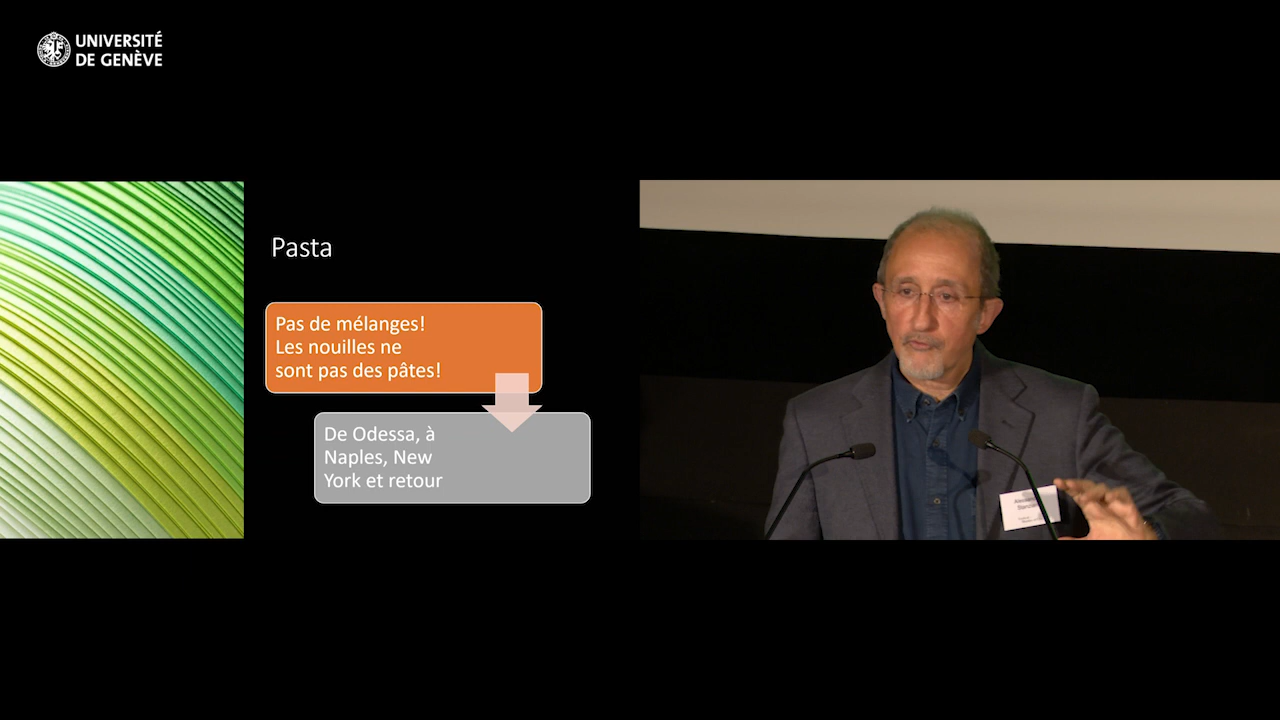 UNIVERSITÉ
DE GENÈVE
Pasta
Pas de mélanges!
Les nouilles ne
sont pas des pâtes!
De Odessa, à
Naples, New
York et retour